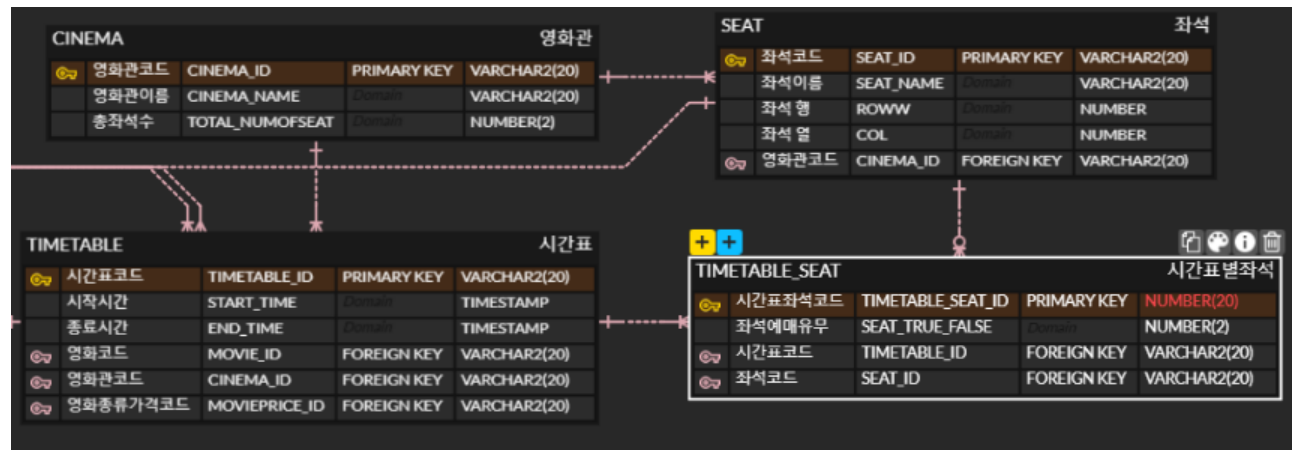 CINEMA 영화관
영화관코드 CINEMA_ID PRIMARY KEY VARCHAR2(20)
영화관이름 CINEMA_NAME Domain VARCHAR2(20)
총좌석수 TOTAL_NUMOFSEAT Domain NUMBER(2)
SEAT 좌석
좌석코드 SEAT_ID PRIMARY KEY VARCHAR2(20)
좌석이름 SEAT_NAME Domain VARCHAR2(20)
좌석 행 ROWW Domain NUMBER
좌석 열 COL Domain NUMBER
영화관코드 CINEMA_ID FOREIGN KEY VARCHAR2(20)
TIMETABLE 시간표
시간표코드 TIMETABLE_ID PRIMARY KEY VARCHAR2(20)
시작시간 START_TIME Domain TIMESTAMP
종료시간 END_TIME Domain TIMESTAMP
영화코드 MOVIE_ID FOREIGN KEY VARCHAR2(20)
영화관코드 CINEMA_ID FOREIGN KEY VARCHAR2(20)
영화종류가격코드 MOVIEPRICE_ID FOREIGN KEY VARCHAR2(20)
TIMETABLE_SEAT 시간표별좌석
시간표좌석코드 TIMETABLE_SEAT_ID PRIMARY KEY NUMBER(20)
좌석예매유무 SEAT_TRUE_FALSE Domain NUMBER(2)
시간표코드 TIMETABLE_ID FOREIGN KEY VARCHAR2(20)
좌석코드 SEAT_ID FOREIGN KEY VARCHAR2(20)